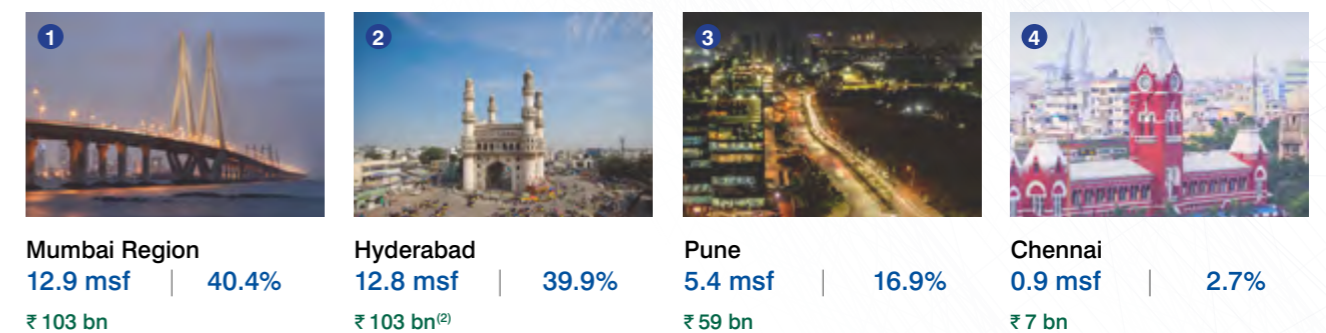 1
2
3
4
Mumbai Region
12.9 msf | 40.4%
₹ 103 bn
Hyderabad
12.8 msf | 39.9%
₹ 103 bn(2)
Pune
5.4 msf | 16.9%
₹ 59 bn
Chennai
0.9 msf | 2.7%
₹ 7 bn